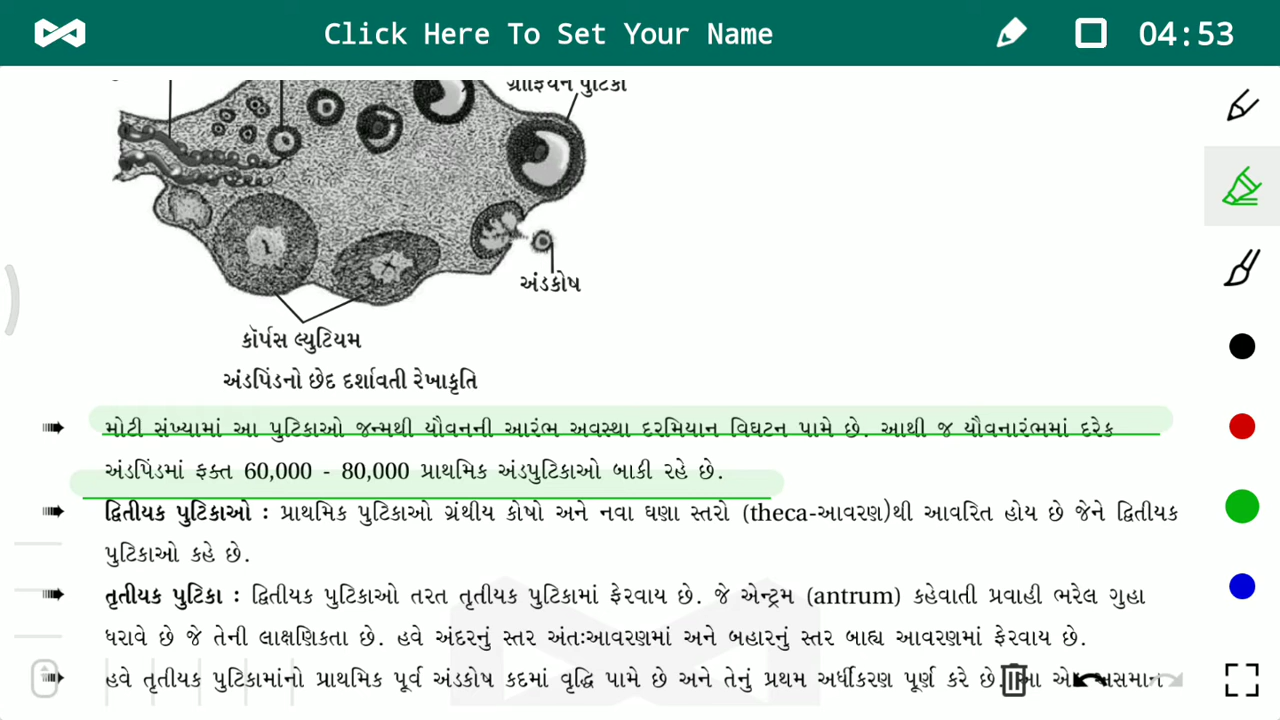 Click Here To Set Your Name
04:53
ગ્રાફિયન પુટિકા
અંડકોષ
કૉર્પસ લ્યુટિયમ
અંડપિંડનો છેદ દર્શાવતી રેખાકૃતિ
મોટી સંખ્યામાં આ પુટિકાઓ જન્મથી યૌવનની આરંભ અવસ્થા દરમિયાન વિઘટન પામે છે. આથી જ યૌવનારંભમાં દરેક
અંડપિંડમાં ફક્ત 60,000 - 80,000 પ્રાથમિક અંડપુટિકાઓ બાકી રહે છે.
દ્વિતીયક પુટિકાઓ : પ્રાથમિક પુટિકાઓ ગ્રંથીય કોષો અને નવા ઘણા સ્તરો (theca-આવરણ)થી આવરિત હોય છે જેને દ્વિતીયક
પુટિકાઓ કહે છે.
તૃતીયક પુટિકા : દ્વિતીયક પુટિકાઓ તરત તૃતીયક પુટિકામાં ફેરવાય છે. જે એન્ટ્રમ (antrum) કહેવાતી પ્રવાહી ભરેલ ગુહા
ધરાવે છે જે તેની લાક્ષણિકતા છે. હવે અંદરનું સ્તર અંતઃઆવરણમાં અને બહારનું સ્તર બાહ્ય આવરણમાં ફેરવાય છે.
હવે તૃતીયક પુટિકામાંનો પ્રાથમિક પૂર્વ અંડકોષ કદમાં વૃદ્ધિ પામે છે અને તેનું પ્રથમ અર્ધીકરણ પૂર્ણ કરે છે.